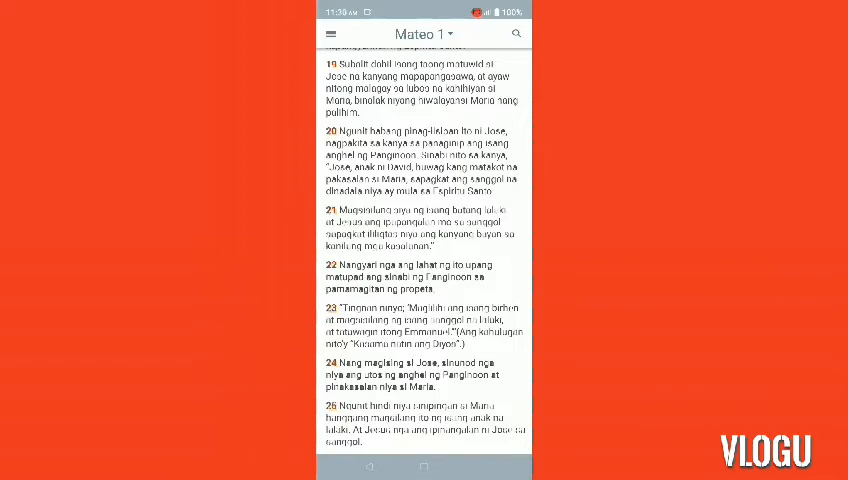 11:30 AM
100%
Mateo 1
19 Subalit dahil isang taong matuwid si
Jose na kanyang mapapangasawa, at ayaw
nitong malagay sa lubos na kahihiyan si
Maria, binalak niyang hiwalayansi Maria nang
palihim.
20 Ngunit habang pinag-iisipan ito ni Jose,
nagpakita sa kanya sa panaginip ang isang
anghel ng Panginoon. Sinabi nito sa kanya,
"Jose, anak ni David, huwag kang matakot na
pakasalan si Maria, sapagkat ang sanggol na
dinadala niya ay mula sa Espiritu Santo.
21 Magsisilang siya ng isang batang lalaki
at Jesus ang ipapangalan mo sa sanggol
sapagkat ililigtas niya ang kanyang bayan sa
kanilang mga kasalanan."
22 Nangyari nga ang lahat ng ito upang
matupad ang sinabi ng Panginoon sa
pamamagitan ng propeta,
23 "Tingnan ninyo; 'Maglilihi ang isang birhen
at magsisilang ng isang sanggol na lalaki,
at tatawagin itong Emmanuel.'"(Ang kahulugan
nito'y "Kasama natin ang Diyos".)
24 Nang magising si Jose, sinunod nga
niya ang utos ng anghel ng Panginoon at
pinakasalan niya si Maria.
25 Ngunit hindi niya sinipingan si Maria
hanggang maisilang ito ng isang anak na
lalaki. At Jesus nga ang ipinangalan ni Jose sa
sanggol.
VLOGU